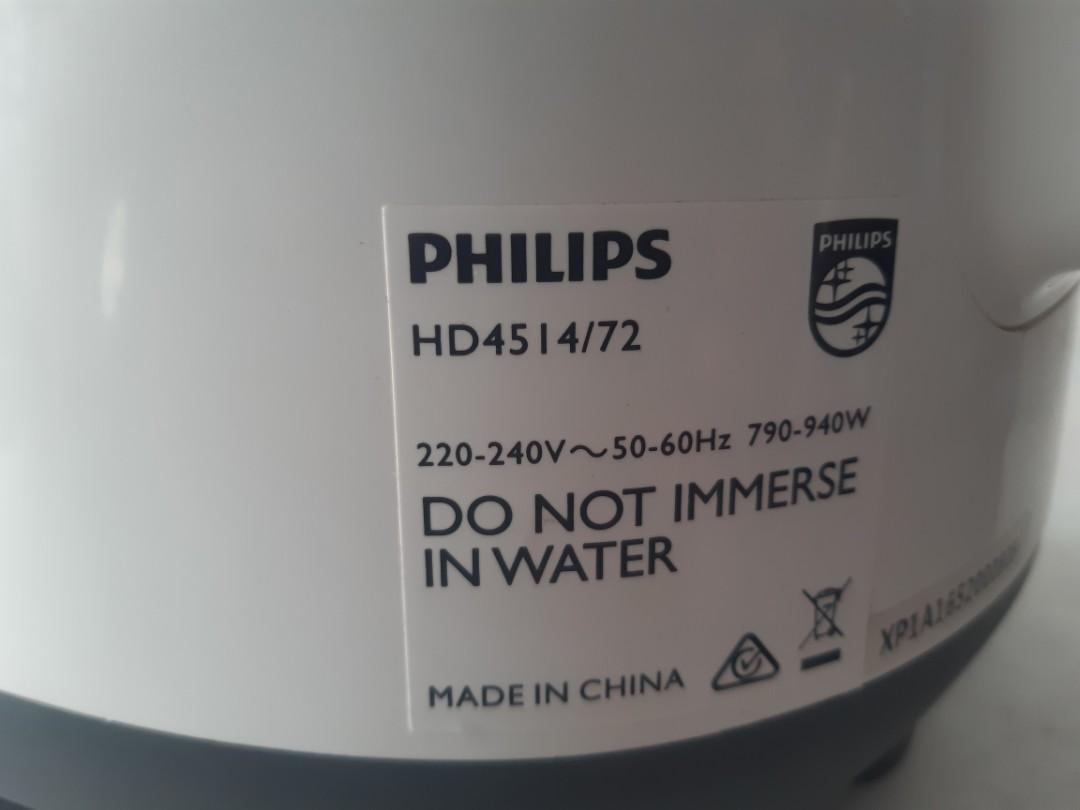 PHILIPS
PHILIPS
HD4514/72
220-240V~50-60Hz 790-940W
DO NOT IMMERSE
IN WATER
MADE IN CHINA